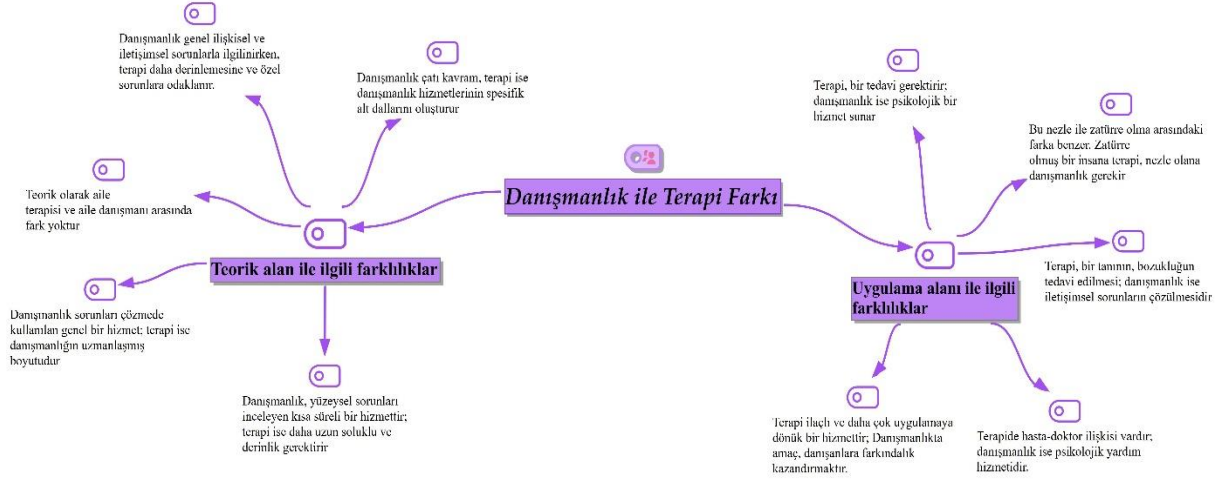 Danışmanlık genel ilişkisel ve
iletişimsel sorunlarla ilgilinirken,
terapi daha derinlemesine ve özel
sorunlara odaklanır.
Danışmanlık çatı kavram, terapi ise
danışmanlık hizmetlerinin spesifik
alt dallarını oluşturur
Teorik olarak aile
terapisi ve aile danışmanı arasında
fark yoktur
Danışmanlık sorunları çözmede
kullanılan genel bir hizmet; terapi ise
danışmanlığın uzmanlaşmış
boyutudur
Teorik alan ile ilgili farklılıklar
Danışmanlık, yüzeysel sorunları
inceleyen kısa süreli bir hizmettir;
terapi ise daha uzun soluklu ve
derinlik gerektirir
Danışmanlık ile Terapi Farkı
Terapi, bir tedavi gerektirir;
danışmanlık ise psikolojik bir
hizmet sunar
Bu nezle ile zatürre olma arasındaki
farka benzer. Zatürre
olmuş bir insana terapi, nezle olana
danışmanlık gerekir
Terapi, bir tanının, bozukluğun
tedavi edilmesi; danışmanlık ise
iletişimsel sorunların çözülmesidir
Uygulama alanı ile ilgili
farklılıklar
Terapi ilaçlı ve daha çok uygulamaya
dönük bir hizmettir; Danışmanlıkta
amaç, danışanlara farkındalık
kazandırmaktır.
Terapide hasta-doktor ilişkisi vardır;
danışmanlık ise psikolojik yardım
hizmetidir.